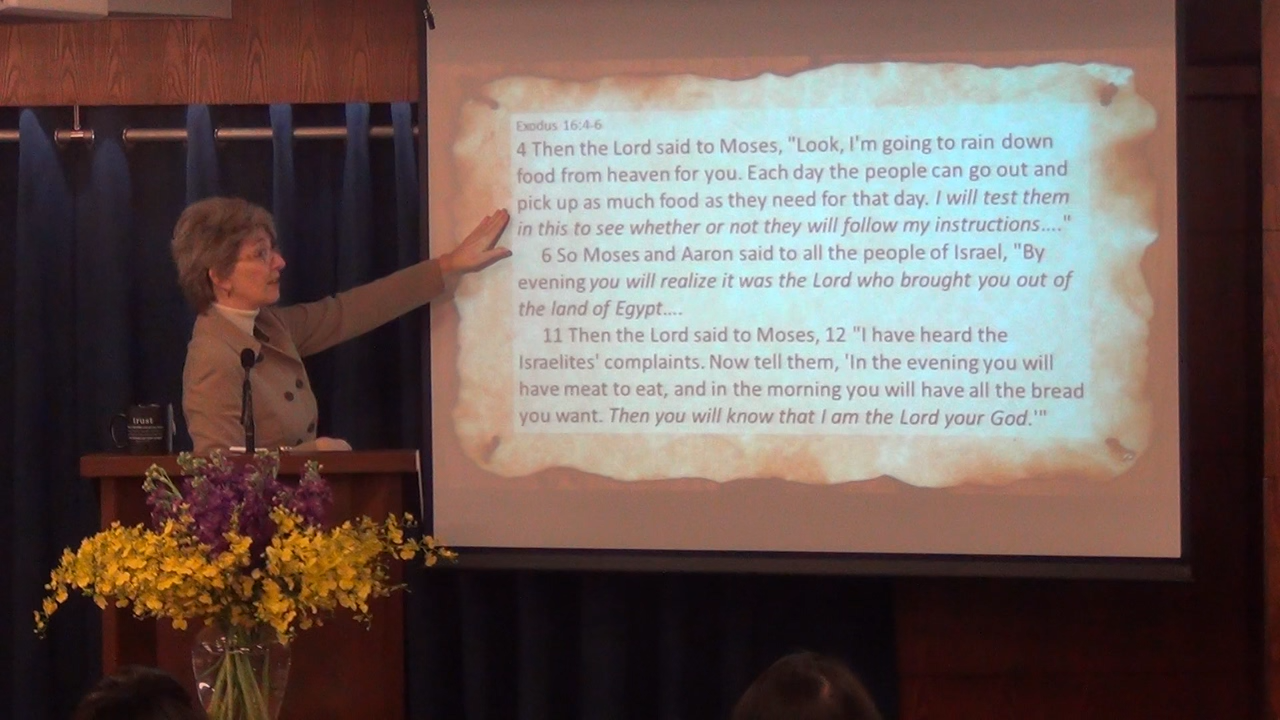 Exodus 16:4-6
4 Then the Lord said to Moses, "Look, I'm going to rain down
food from heaven for you. Each day the people can go out and
pick up as much food as they need for that day. I will test them
in this to see whether or not they will follow my instructions...."
6 So Moses and Aaron said to all the people of Israel, "By
evening you will realize it was the Lord who brought you out of
the land of Egypt....
11 Then the Lord said to Moses, 12 "I have heard the
Israelites' complaints. Now tell them, 'In the evening you will
have meat to eat, and in the morning you will have all the bread
you want. Then you will know that I am the Lord your God.'"
trust